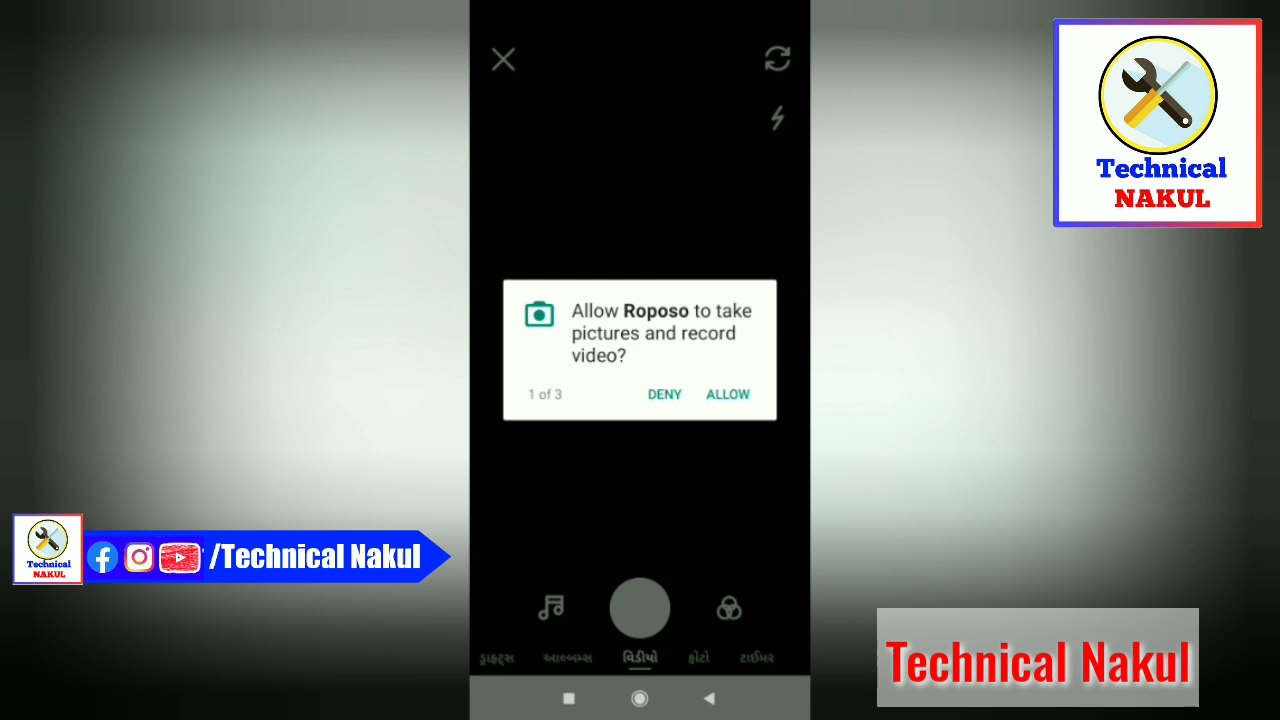 Technical
NAKUL
Allow Roposo to take
pictures and record
video?
1 of 3 DENY ALLOW
Technical
NAKUL
/Technical Nakul
ડ્રાફ્ટ્સ આલ્બમ્સ વિડીયો ફોટો ટાઈમર
Technical Nakul